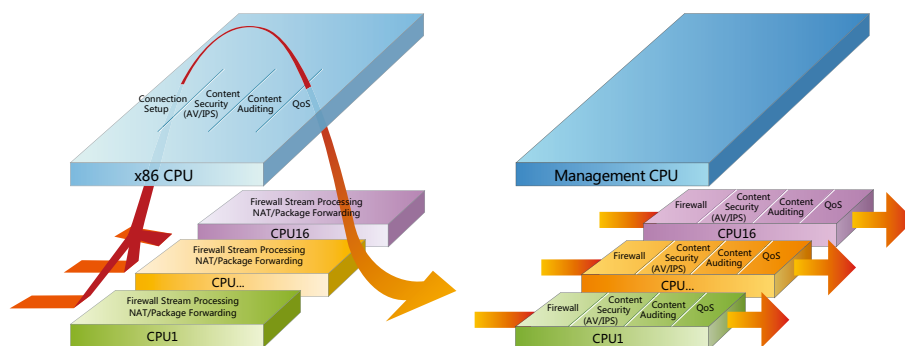 Connection
Setup
Content
Security
(AV/IPS)
Content
Auditing
QoS
x86 CPU
Firewall Stream Processing
NAT/Package Forwarding
CPU16
Firewall Stream Processing
NAT/Package Forwarding
CPU...
Firewall Stream Processing
NAT/Package Forwarding
CPU1
Management CPU
Firewall
Content
Security
(AV/IPS)
Content
Auditing
QoS
CPU16
Firewall
Content
Security
(AV/IPS)
Content
Auditing
QoS
CPU...
Firewall
Content
Security
(AV/IPS)
Content
Auditing
QoS
CPU1